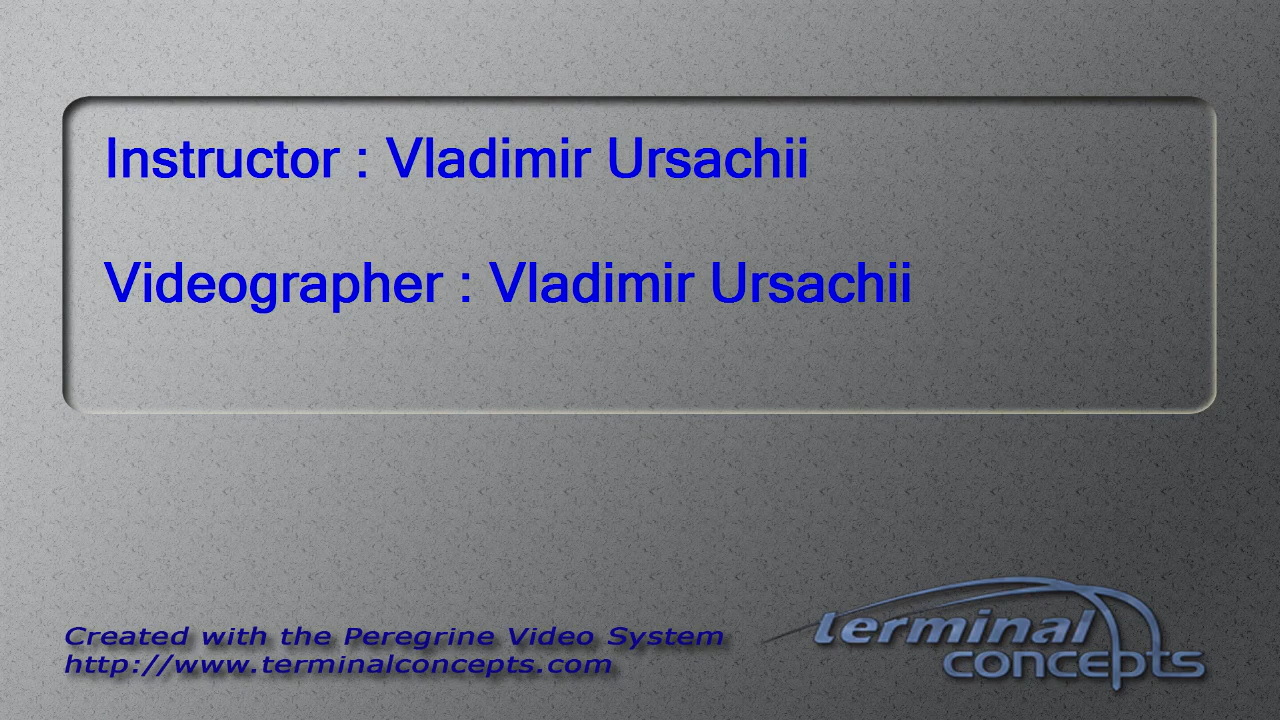 Instructor : Vladimir Ursachii
Videographer : Vladimir Ursachii
Created with the Peregrine Video System
http://www.terminalconcepts.com
terminal
concepts